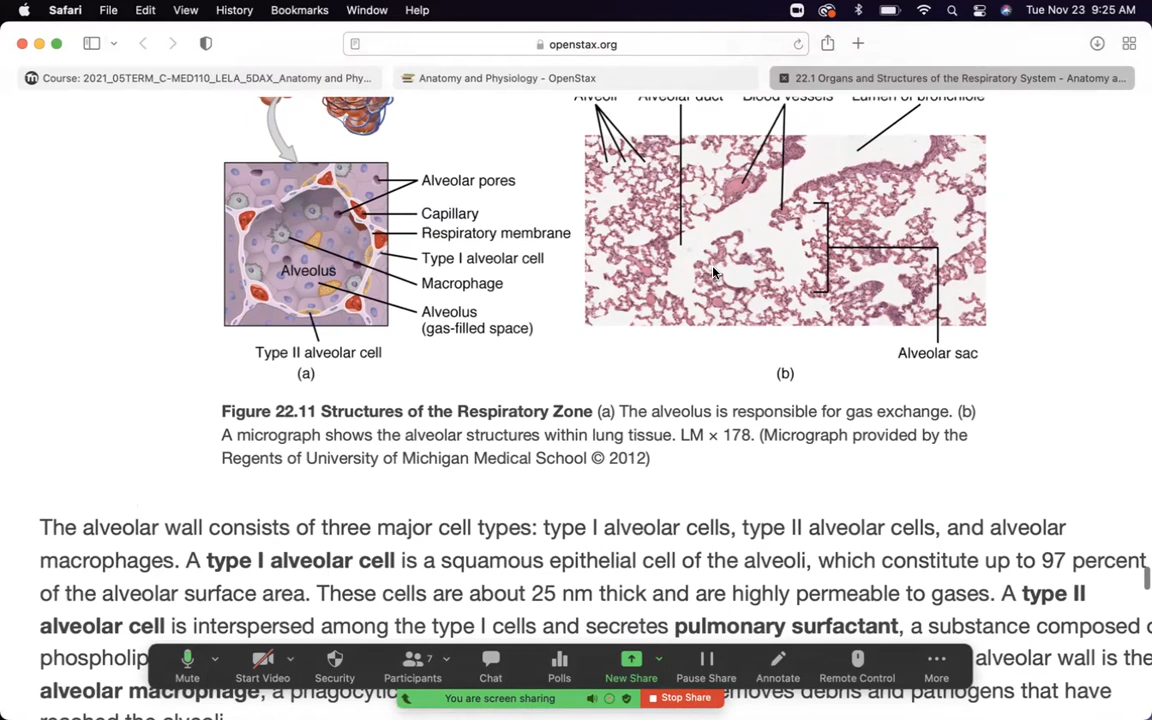 Safari File Edit View History Bookmarks Window Help Tue Nov 23 9:25 AM
openstax.org
Course: 2021_05TERM_C-MED110_LELA_5DAX_Anatomy and Phy...
Anatomy and Physiology - OpenStax
22.1 Organs and Structures of the Respiratory System - Anatomy a...
Alveoli Alveolar duct Blood vessels Lumen of bronchiole
Alveolar pores
Capillary
Respiratory membrane
Type I alveolar cell
Macrophage
Alveolus
(gas-filled space)
Alveolus
Type II alveolar cell
(a)
Alveolar sac
(b)
Figure 22.11 Structures of the Respiratory Zone (a) The alveolus is responsible for gas exchange. (b)
A micrograph shows the alveolar structures within lung tissue. LM × 178. (Micrograph provided by the
Regents of University of Michigan Medical School © 2012)
The alveolar wall consists of three major cell types: type I alveolar cells, type II alveolar cells, and alveolar
macrophages. A type I alveolar cell is a squamous epithelial cell of the alveoli, which constitute up to 97 percent
of the alveolar surface area. These cells are about 25 nm thick and are highly permeable to gases. A type II
alveolar cell is interspersed among the type I cells and secretes pulmonary surfactant, a substance composed
phospholip alveolar wall is the
alveolar macrophage, a phagocytic removes debris and pathogens that have
reached the alveoli
7
Mute Start Video Security Participants Chat Polls New Share Pause Share Annotate Remote Control More
You are screen sharing Stop Share